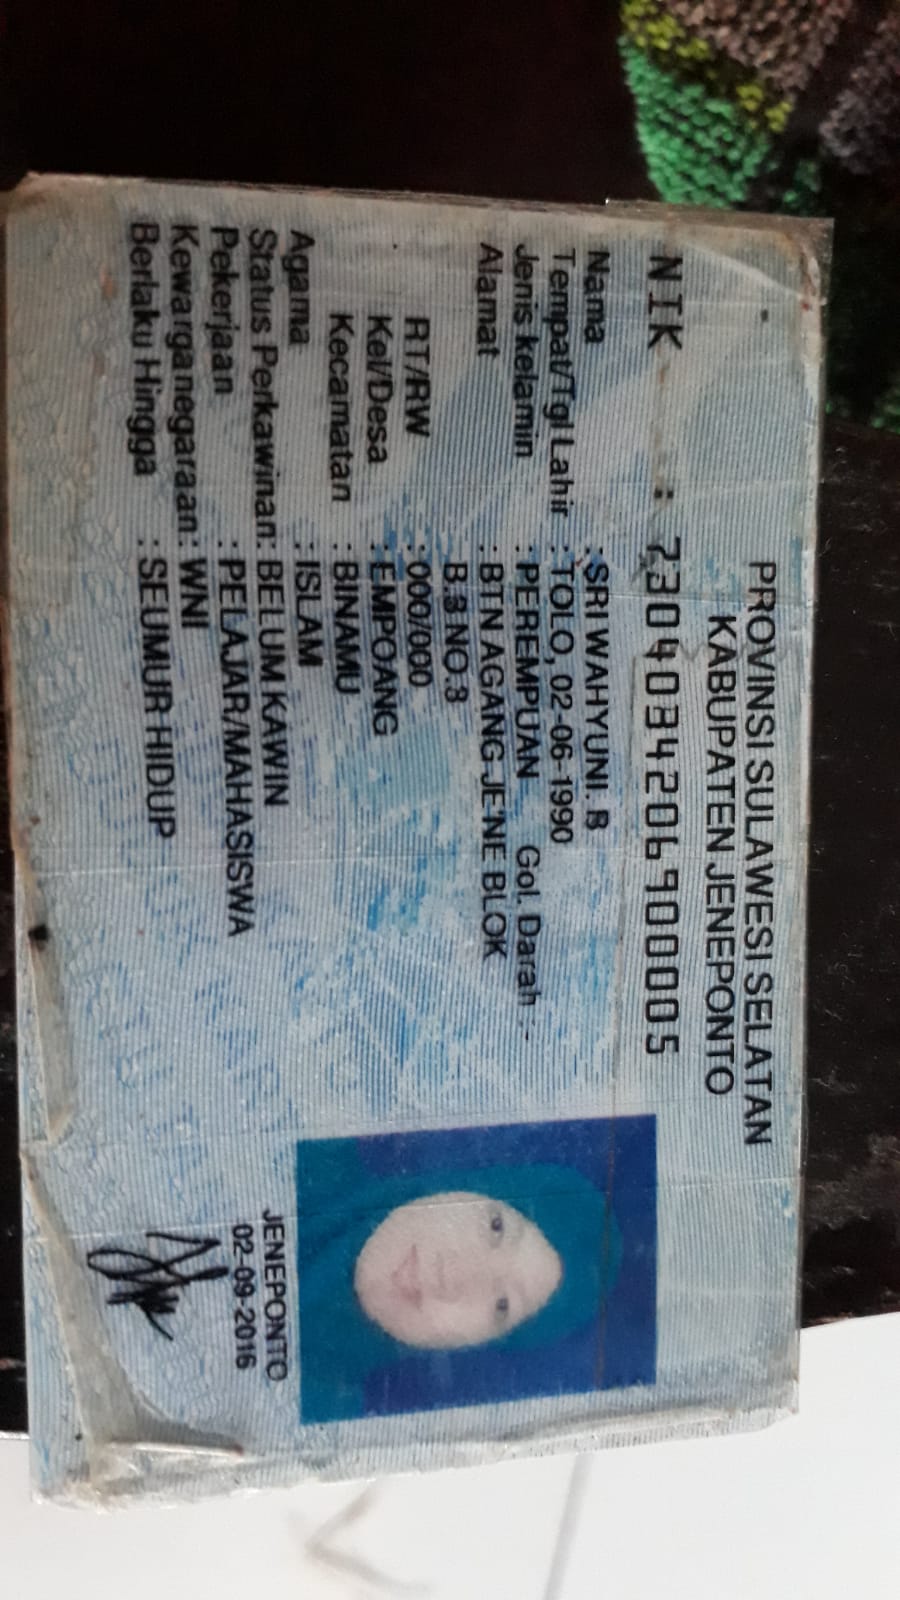 PROVINSI SULAWESI SELATAN
KABUPATEN JENEPONTO
NIK : 7304034206900005
Nama : SRI WAHYUNI. B
Tempat/Tgl Lahir : TOLO, 02-06-1990
Jenis kelamin : PEREMPUAN Gol. Darah : -
Alamat : BTN AGANG JE'NE BLOK
B.3 NO.3
RT/RW : 000/000
Kel/Desa : EMPOANG
Kecamatan : BINAMU
Agama : ISLAM
Status Perkawinan: BELUM KAWIN
Pekerjaan : PELAJAR/MAHASISWA
Kewarganegaraan: WNI
Berlaku Hingga : SEUMUR HIDUP
JENEPONTO
02-09-2016